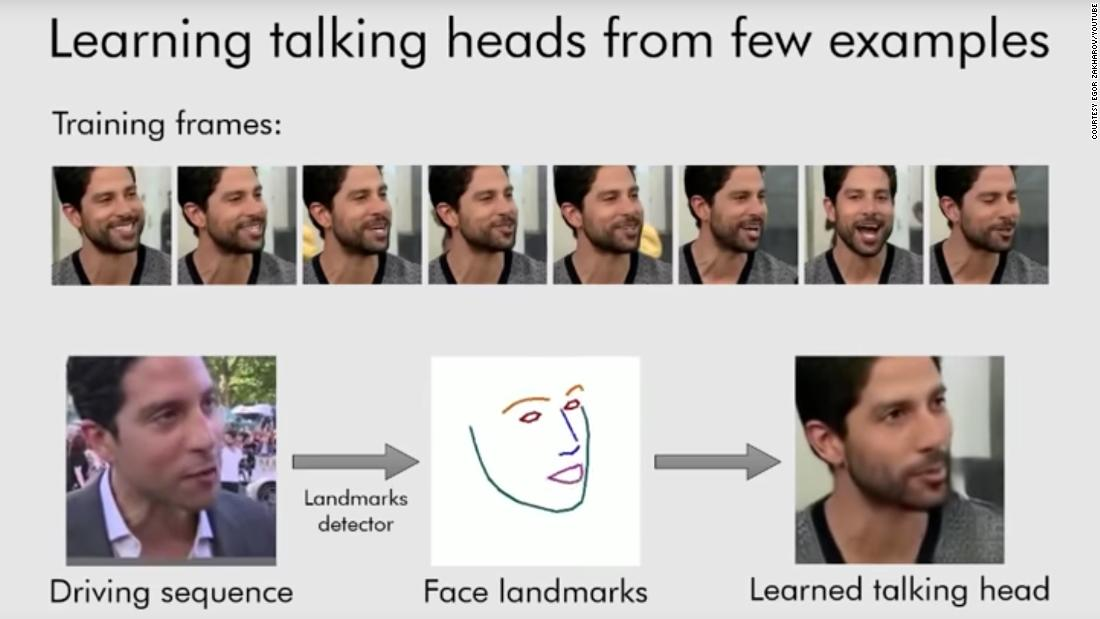 Learning talking heads from few examples
Training frames:
Landmarks
detector
Driving sequence
Face landmarks
Learned talking head
COURTESY EGOR ZAKHAROV/YOUTUBE